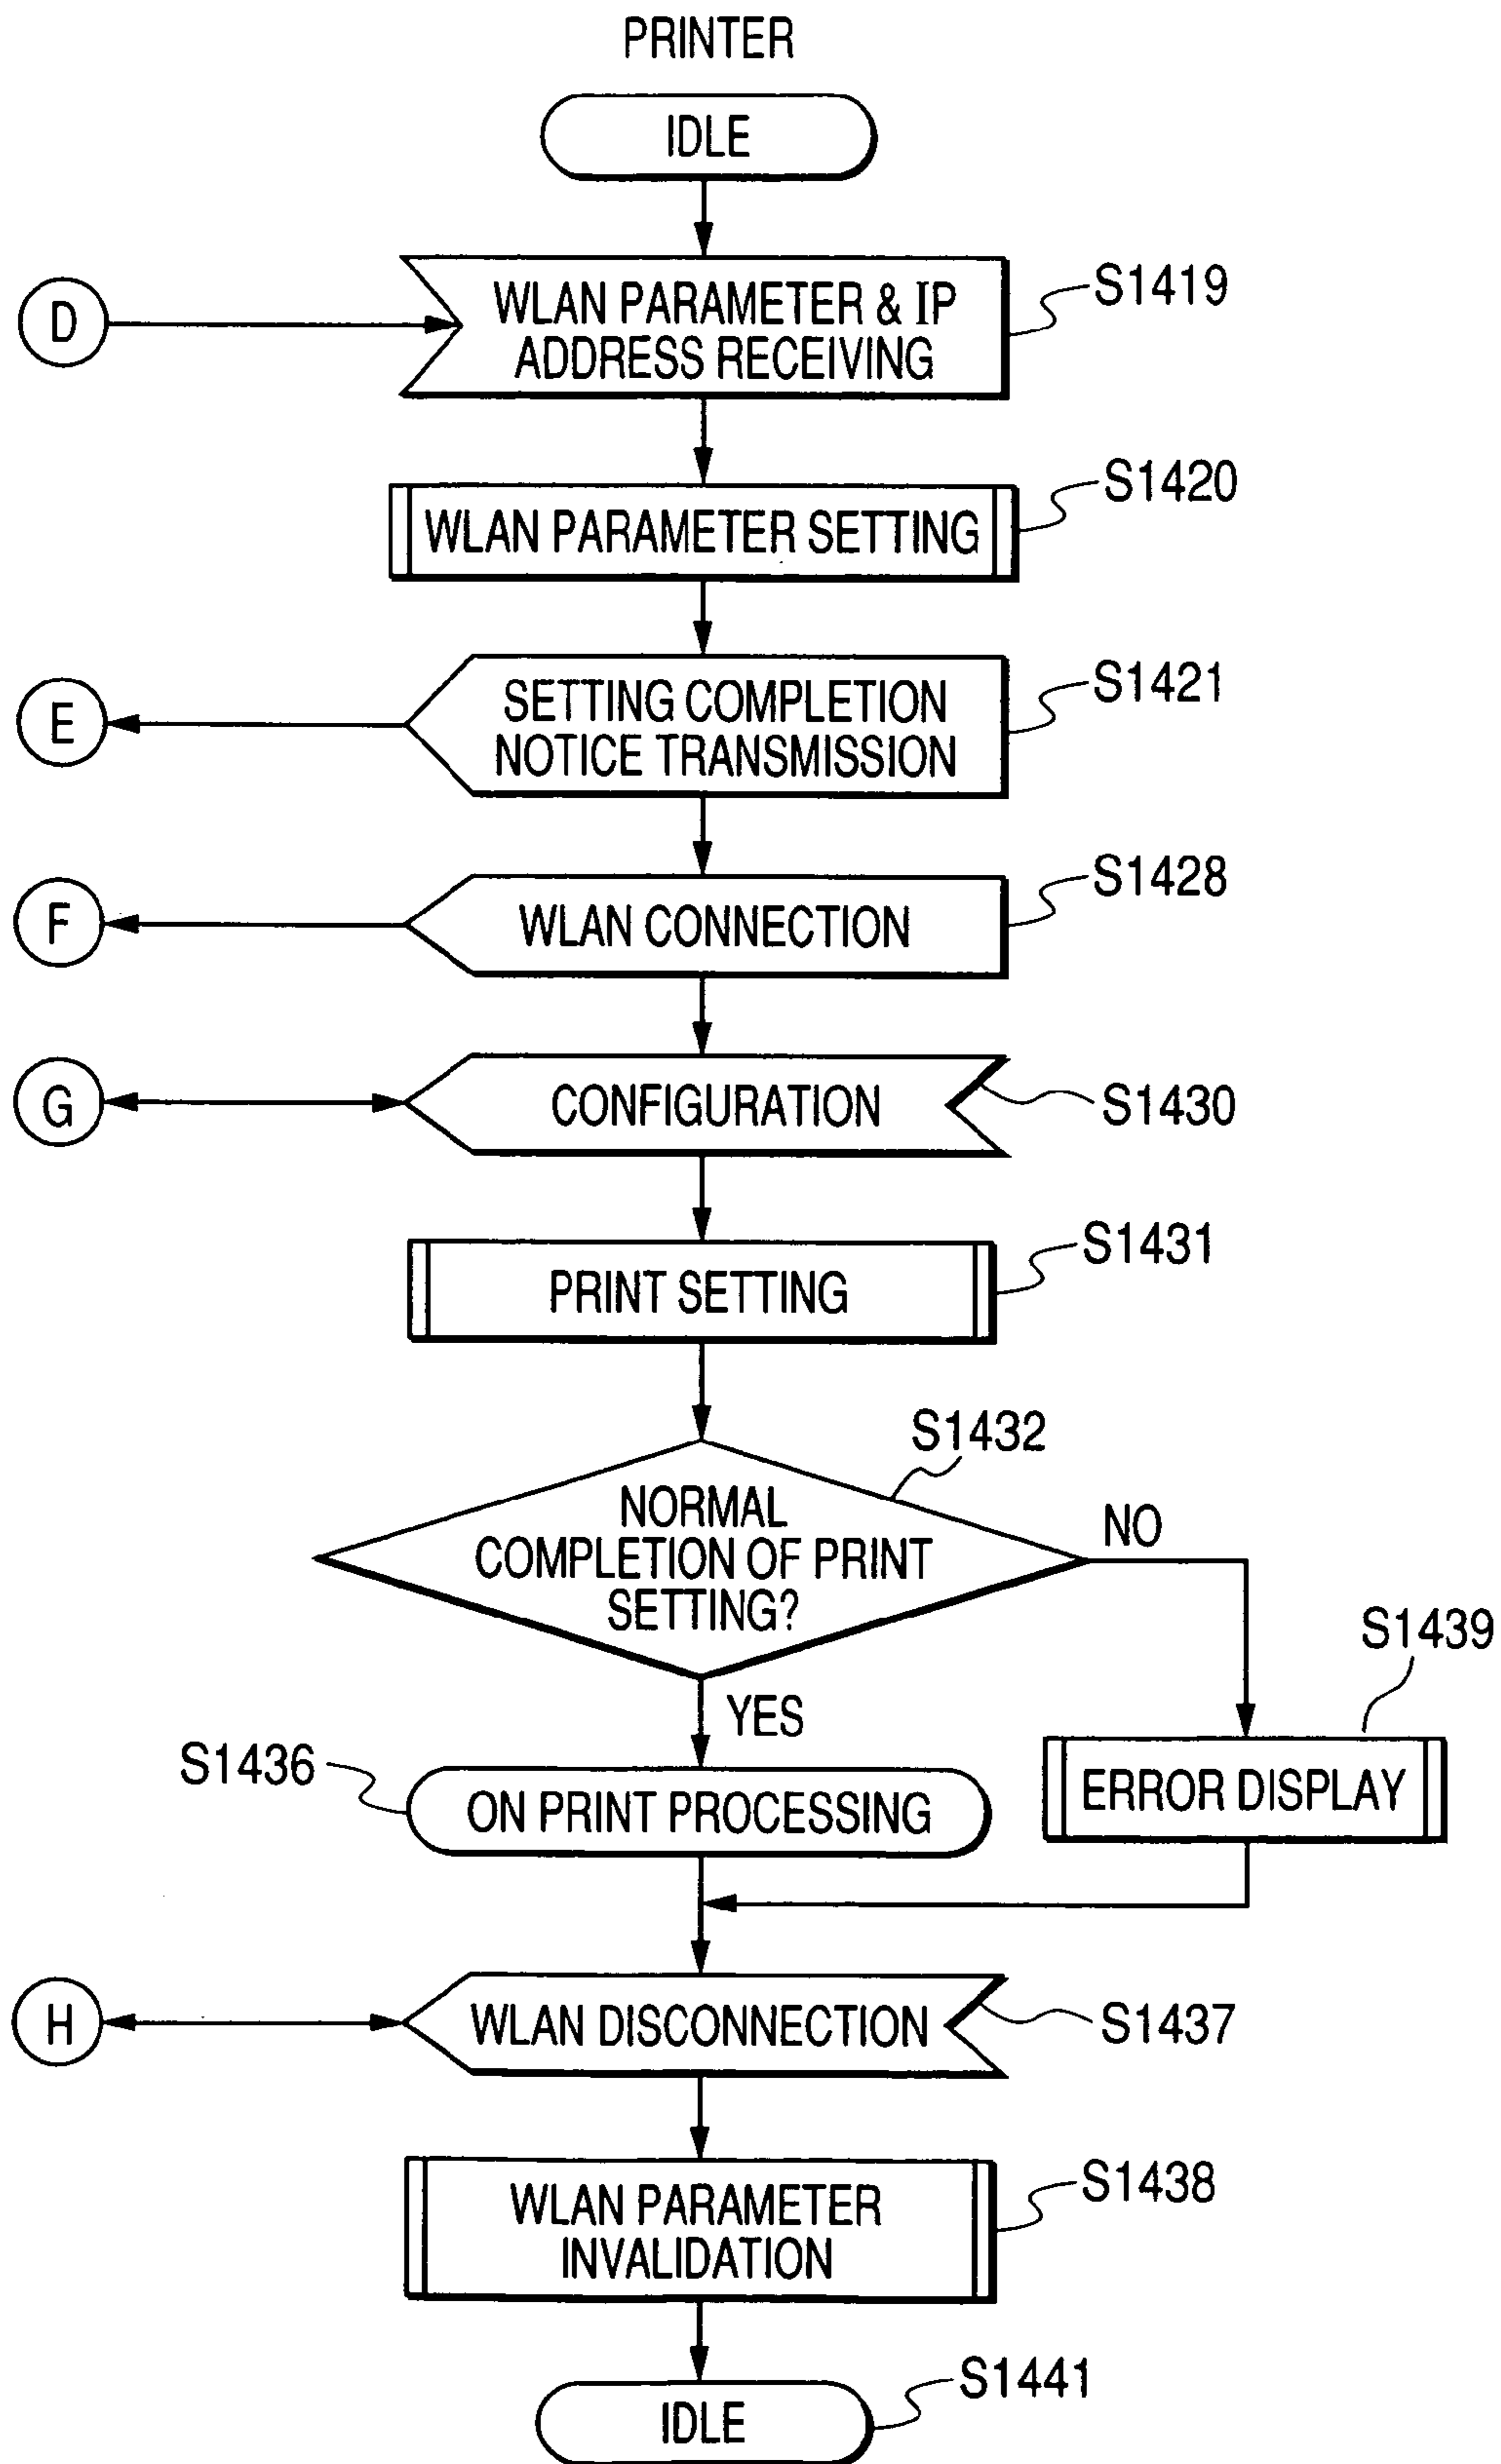 PRINTER
IDLE
D
WLAN PARAMETER & IP
ADDRESS RECEIVING
S1419
WLAN PARAMETER SETTING
S1420
E
SETTING COMPLETION
NOTICE TRANSMISSION
S1421
F
WLAN CONNECTION
S1428
G
CONFIGURATION
S1430
PRINT SETTING
S1431
S1432
NORMAL
COMPLETION OF PRINT
SETTING?
NO
YES
S1439
ERROR DISPLAY
S1436
ON PRINT PROCESSING
H
WLAN DISCONNECTION
S1437
WLAN PARAMETER
INVALIDATION
S1438
IDLE
S1441